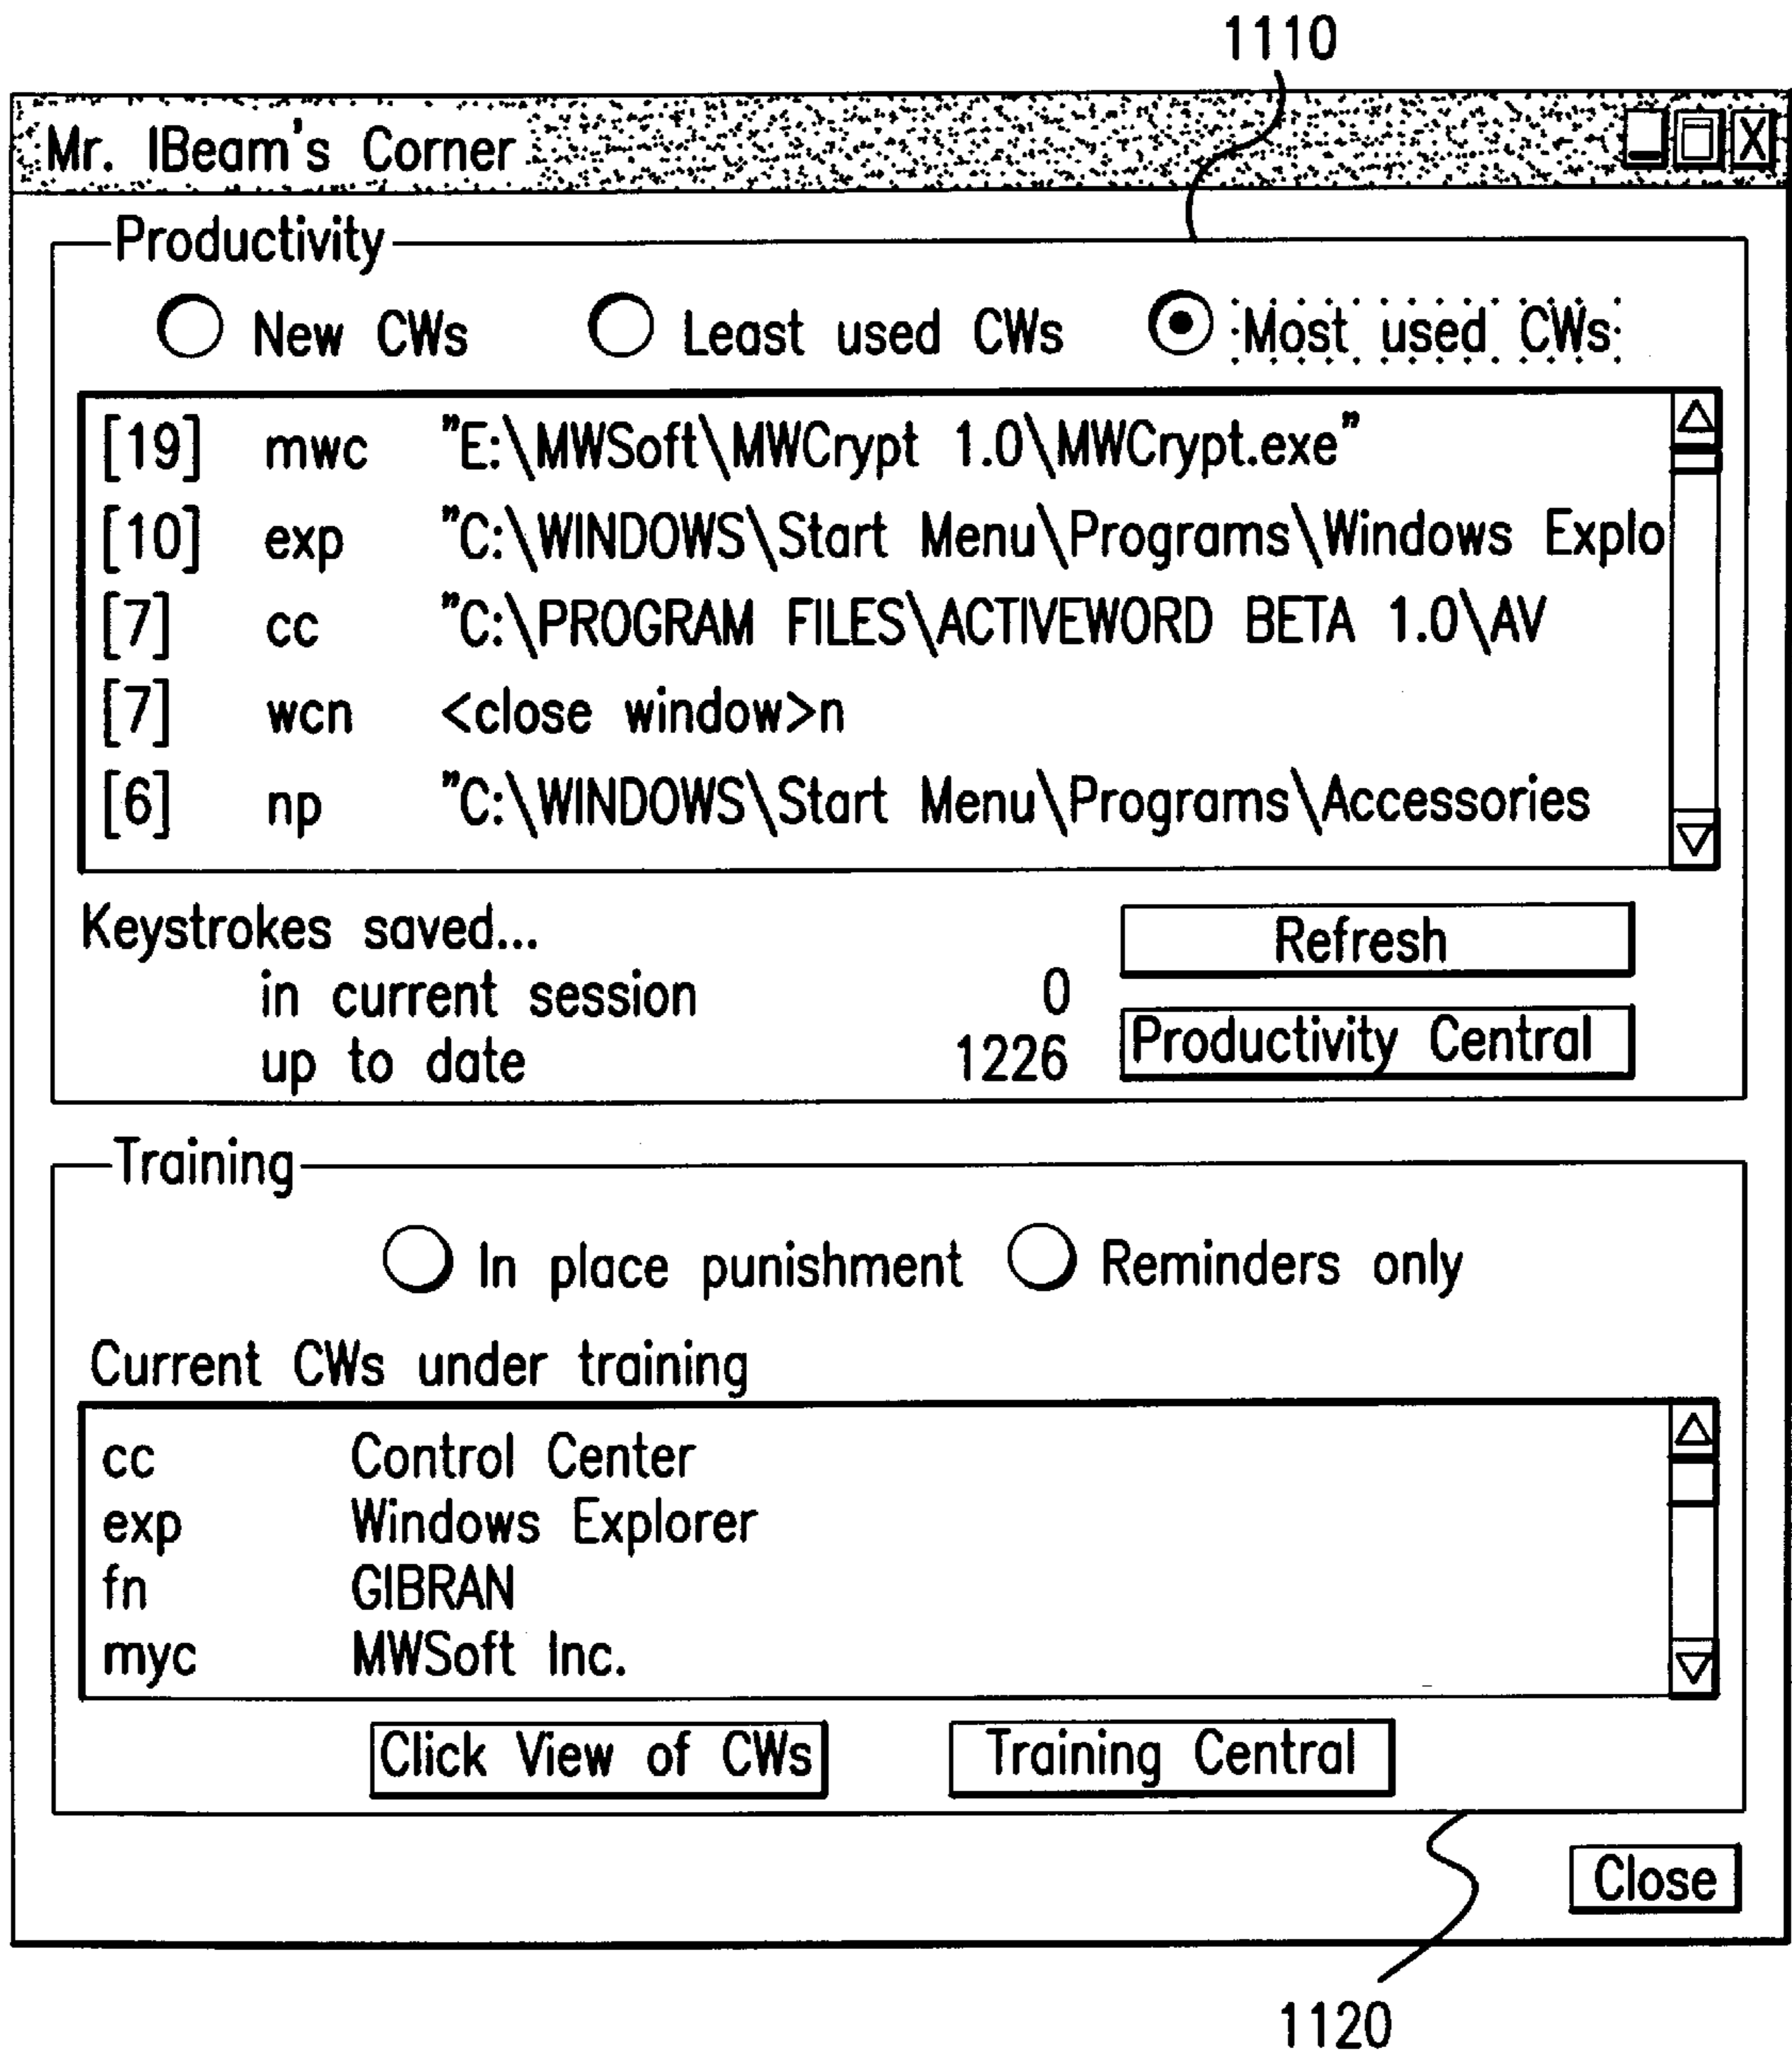 1110
Mr. IBeam's Corner
Productivity
New CWs Least used CWs Most used CWs
[19] mwc "E:\MWSoft\MWCrypt 1.0\MWCrypt.exe"
[10] exp "C:\WINDOWS\Start Menu\Programs\Windows Explo
[7] cc "C:\PROGRAM FILES\ACTIVEWORD BETA 1.0\AV
[7] wcn <close window>n
[6] np "C:\WINDOWS\Start Menu\Programs\Accessories
Keystrokes saved...
Refresh
in current session 0
up to date 1226
Productivity Central
Training
In place punishment Reminders only
Current CWs under training
cc Control Center
exp Windows Explorer
fn GIBRAN
myc MWSoft Inc.
Click View of CWs Training Central
Close
1120